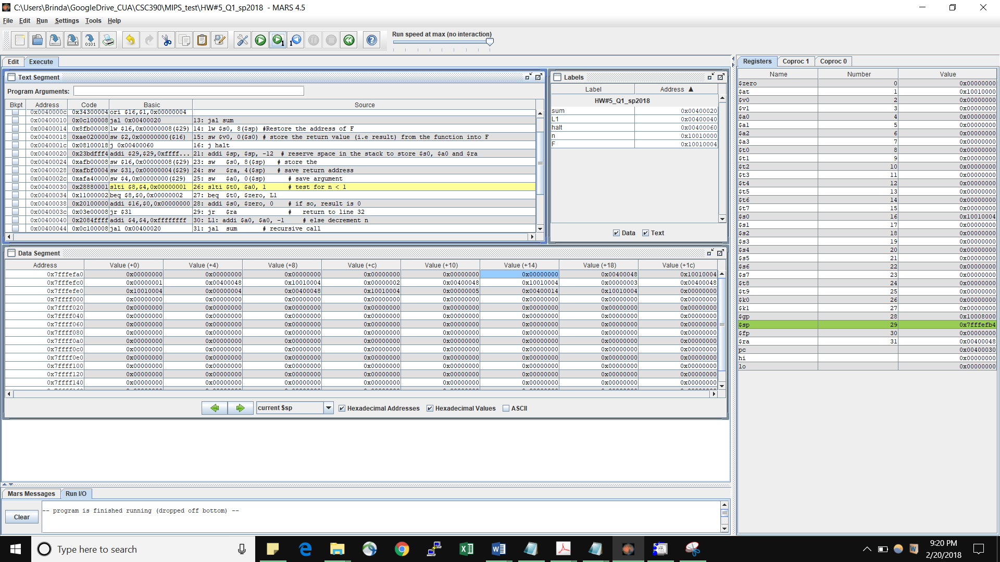 C:\Users\Brinda\GoogleDrive_CUA\CSC390\MIPS_test\HW#5_Q1_sp2018 - MARS 4.5
File Edit Run Settings Tools Help
Run speed at max (no interaction)
Edit Execute
Text Segment
Program Arguments:
Bkpt Address Code Basic Source
0x0040000c 0x34300004 ori $16,$1,0x00000004
0x00400010 0x0c100008 jal 0x00400020 13: jal sum
0x00400014 0x8fb00008 lw $16,0x00000008($29) 14: lw $s0, 8($sp) #Restore the address of F
0x00400018 0xae020000 sw $2,0x00000000($16) 15: sw $v0, 0($s0) # store the return value (i.e result) from the function into F
0x0040001c 0x08100018 j 0x00400060 16: j halt
0x00400020 0x23bdfff4 addi $29,$29,0xffff... 21: addi $sp, $sp, -12 # reserve space in the stack to store $s0, $a0 and $ra
0x00400024 0xafb00008 sw $16,0x00000008($29) 23: sw $s0, 8($sp) # store the
0x00400028 0xafbf0004 sw $31,0x00000004($29) 24: sw $ra, 4($sp) # save return address
0x0040002c 0xafa40000 sw $4,0x00000000($29) 25: sw $a0, 0($sp) # save argument
0x00400030 0x28880001 slti $8,$4,0x00000001 26: slti $t0, $a0, 1 # test for n < 1
0x00400034 0x11000002 beq $8,$0,0x00000002 27: beq $t0, $zero, L1
0x00400038 0x20100000 addi $16,$0,0x00000000 28: addi $s0, $zero, 0 # if so, result is 0
0x0040003c 0x03e00008 jr $31 29: jr $ra # return to line 32
0x00400040 0x2084ffff addi $4,$4,0xffffffff 30: L1: addi $a0, $a0, -1 # else decrement n
0x00400044 0x0c100008 jal 0x00400020 31: jal sum # recursive call
Labels
Label Address ▲
HW#5_Q1_sp2018
sum 0x00400020
L1 0x00400040
halt 0x00400060
n 0x10010000
F 0x10010004
Data Text
Data Segment
Address Value (+0) Value (+4) Value (+8) Value (+c) Value (+10) Value (+14) Value (+18) Value (+1c)
0x7fffefa0 0x00000000 0x00000000 0x00000000 0x00000000 0x00000000 0x00000000 0x00400048 0x10010004
0x7fffefc0 0x00000001 0x00400048 0x10010004 0x00000002 0x00400048 0x10010004 0x00000003 0x00400048
0x7fffefe0 0x10010004 0x00000004 0x00400048 0x10010004 0x00000005 0x00400014 0x10010004 0x00000000
0x7ffff000 0x00000000 0x00000000 0x00000000 0x00000000 0x00000000 0x00000000 0x00000000 0x00000000
0x7ffff020 0x00000000 0x00000000 0x00000000 0x00000000 0x00000000 0x00000000 0x00000000 0x00000000
0x7ffff040 0x00000000 0x00000000 0x00000000 0x00000000 0x00000000 0x00000000 0x00000000 0x00000000
0x7ffff060 0x00000000 0x00000000 0x00000000 0x00000000 0x00000000 0x00000000 0x00000000 0x00000000
0x7ffff080 0x00000000 0x00000000 0x00000000 0x00000000 0x00000000 0x00000000 0x00000000 0x00000000
0x7ffff0a0 0x00000000 0x00000000 0x00000000 0x00000000 0x00000000 0x00000000 0x00000000 0x00000000
0x7ffff0c0 0x00000000 0x00000000 0x00000000 0x00000000 0x00000000 0x00000000 0x00000000 0x00000000
0x7ffff0e0 0x00000000 0x00000000 0x00000000 0x00000000 0x00000000 0x00000000 0x00000000 0x00000000
0x7ffff100 0x00000000 0x00000000 0x00000000 0x00000000 0x00000000 0x00000000 0x00000000 0x00000000
0x7ffff120 0x00000000 0x00000000 0x00000000 0x00000000 0x00000000 0x00000000 0x00000000 0x00000000
0x7ffff140 0x00000000 0x00000000 0x00000000 0x00000000 0x00000000 0x00000000 0x00000000 0x00000000
current $sp Hexadecimal Addresses Hexadecimal Values ASCII
Mars Messages Run I/O
Clear
-- program is finished running (dropped off bottom) --
Registers Coproc 1 Coproc 0
Name Number Value
$zero 0 0x00000000
$at 1 0x10010000
$v0 2 0x00000000
$v1 3 0x00000000
$a0 4 0x00000000
$a1 5 0x00000000
$a2 6 0x00000000
$a3 7 0x00000000
$t0 8 0x00000000
$t1 9 0x00000000
$t2 10 0x00000000
$t3 11 0x00000000
$t4 12 0x00000000
$t5 13 0x00000000
$t6 14 0x00000000
$t7 15 0x00000000
$s0 16 0x10010004
$s1 17 0x00000000
$s2 18 0x00000000
$s3 19 0x00000000
$s4 20 0x00000000
$s5 21 0x00000000
$s6 22 0x00000000
$s7 23 0x00000000
$t8 24 0x00000000
$t9 25 0x00000000
$k0 26 0x00000000
$k1 27 0x00000000
$gp 28 0x10008000
$sp 29 0x7fffefb4
$fp 30 0x00000000
$ra 31 0x00400048
pc 0x00400030
hi 0x00000000
lo 0x00000000
Type here to search
9:20 PM
2/20/2018